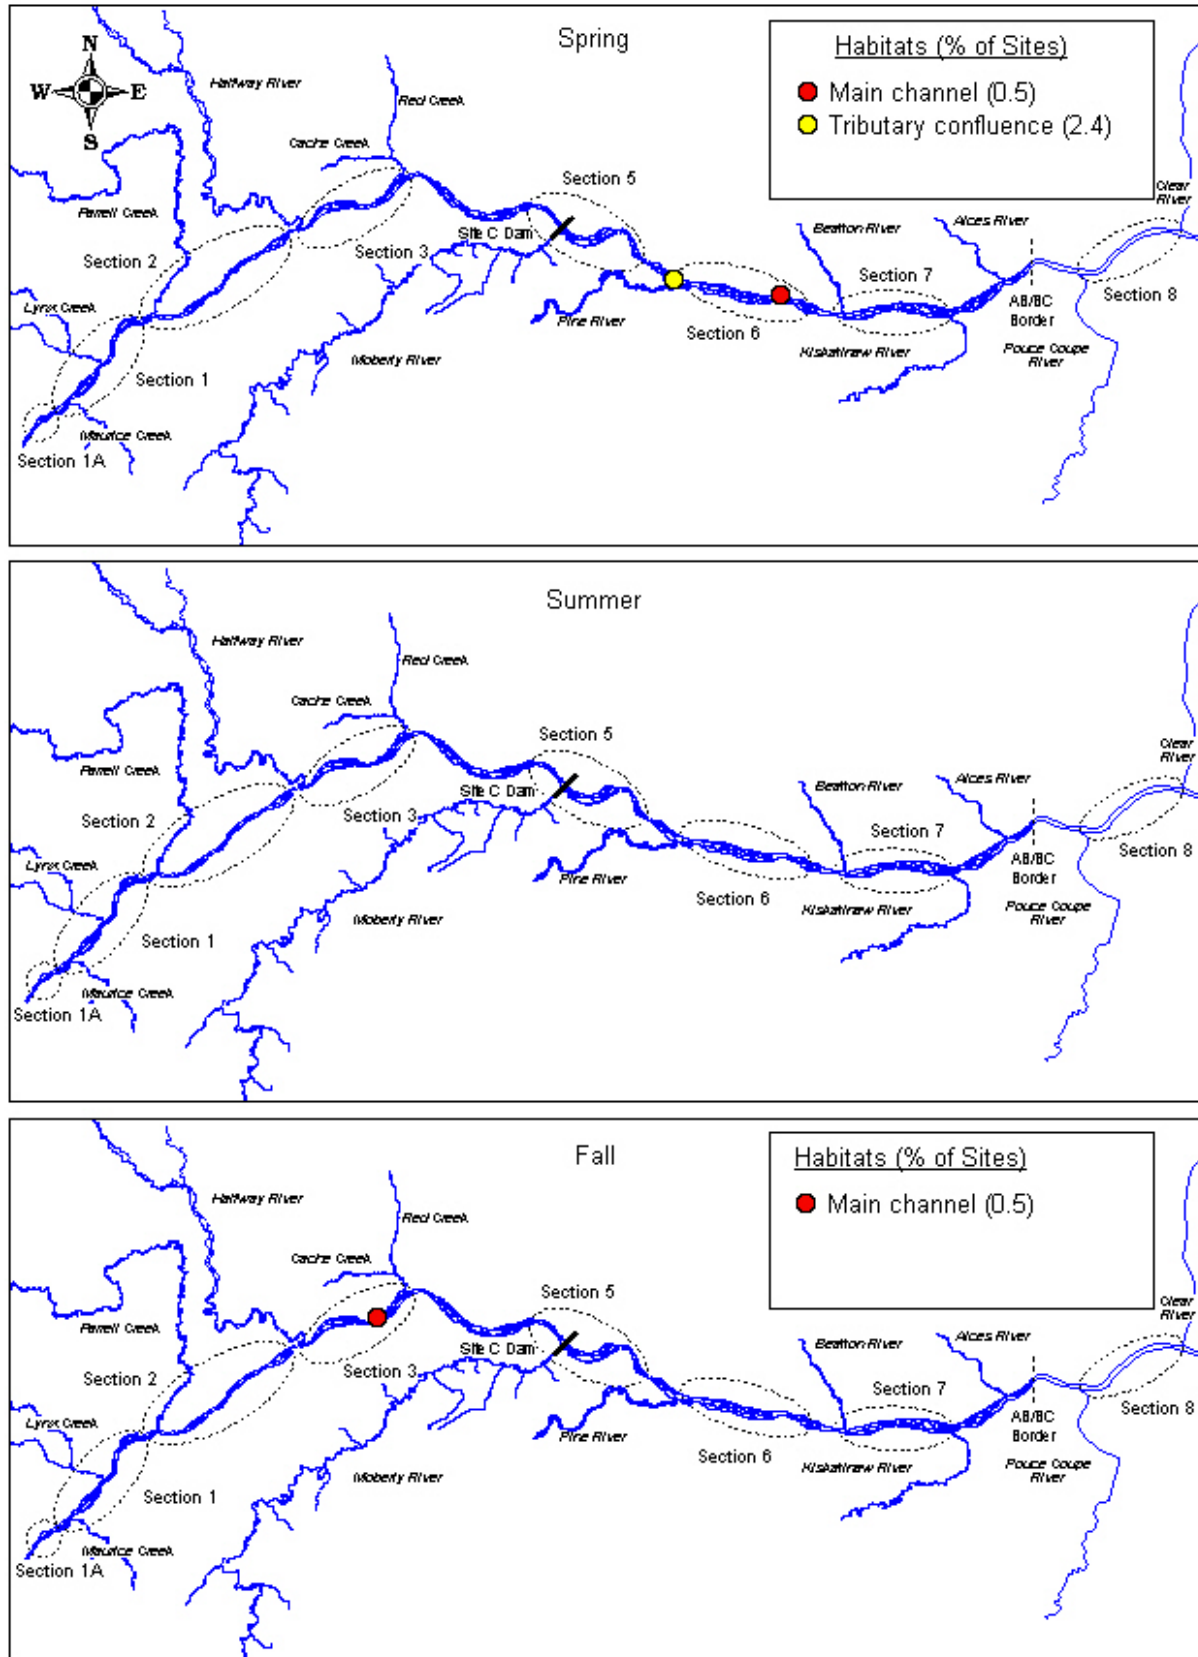 Spring
Habitats (% of Sites)
Main channel (0.5)
Tributary confluence (2.4)
N
W E
S
Halfway River
Red Creek
Cache Creek
Section 5
Clear
River
Farrell Creek
Alces River
Beatton River
Site C Dam
Section 2
Section 3
Section 7
Section 8
Lynx Creek
AB/BC
Border
Pine River
Section 6
Kiskatinaw River
Pouce Coupe
River
Moberly River
Section 1
Maurice Creek
Section 1A
Summer
Halfway River
Red Creek
Cache Creek
Section 5
Clear
River
Farrell Creek
Alces River
Beatton River
Site C Dam
Section 2
Section 3
Section 7
Section 8
Lynx Creek
AB/BC
Border
Pine River
Section 6
Kiskatinaw River
Pouce Coupe
River
Moberly River
Section 1
Maurice Creek
Section 1A
Fall
Habitats (% of Sites)
Main channel (0.5)
Halfway River
Red Creek
Cache Creek
Section 5
Clear
River
Farrell Creek
Alces River
Beatton River
Site C Dam
Section 2
Section 3
Section 7
Section 8
Lynx Creek
AB/BC
Border
Pine River
Section 6
Kiskatinaw River
Pouce Coupe
River
Moberly River
Section 1
Maurice Creek
Section 1A